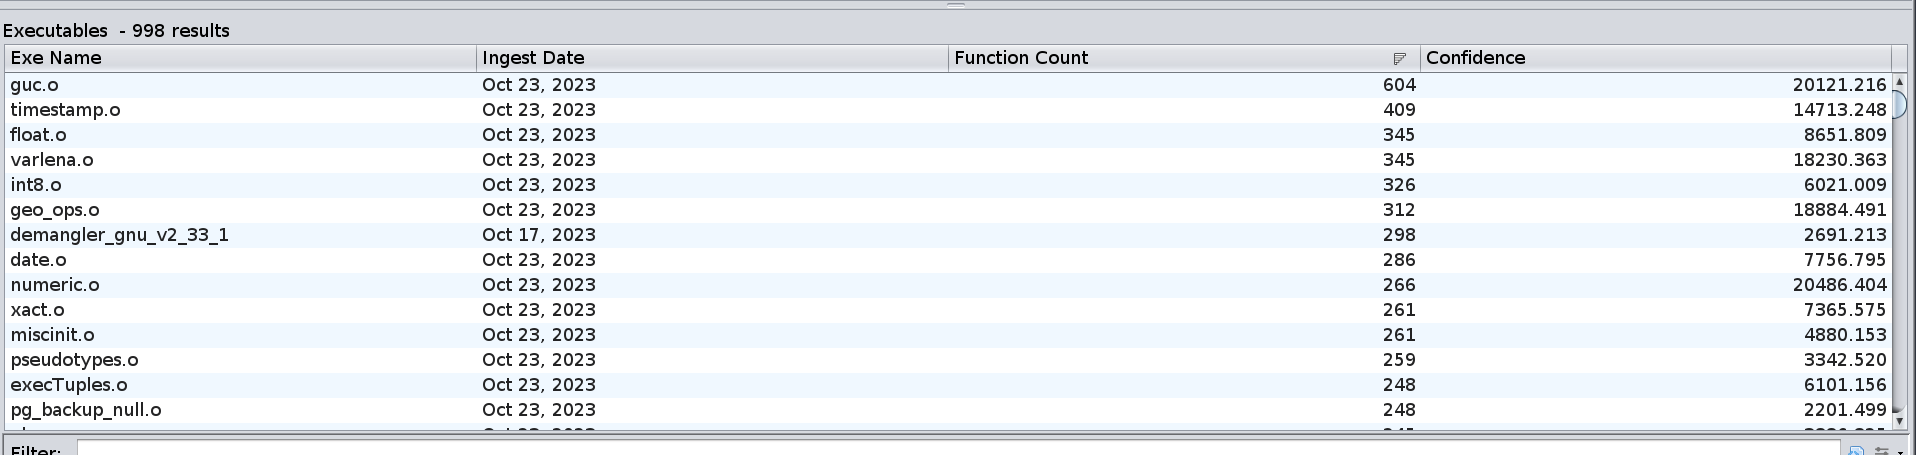 Executables - 998 results
Exe Name Ingest Date Function Count Confidence
guc.o Oct 23, 2023 604 20121.216
timestamp.o Oct 23, 2023 409 14713.248
float.o Oct 23, 2023 345 8651.809
varlena.o Oct 23, 2023 345 18230.363
int8.o Oct 23, 2023 326 6021.009
geo_ops.o Oct 23, 2023 312 18884.491
demangler_gnu_v2_33_1 Oct 17, 2023 298 2691.213
date.o Oct 23, 2023 286 7756.795
numeric.o Oct 23, 2023 266 20486.404
xact.o Oct 23, 2023 261 7365.575
miscinit.o Oct 23, 2023 261 4880.153
pseudotypes.o Oct 23, 2023 259 3342.520
execTuples.o Oct 23, 2023 248 6101.156
pg_backup_null.o Oct 23, 2023 248 2201.499
Filter: